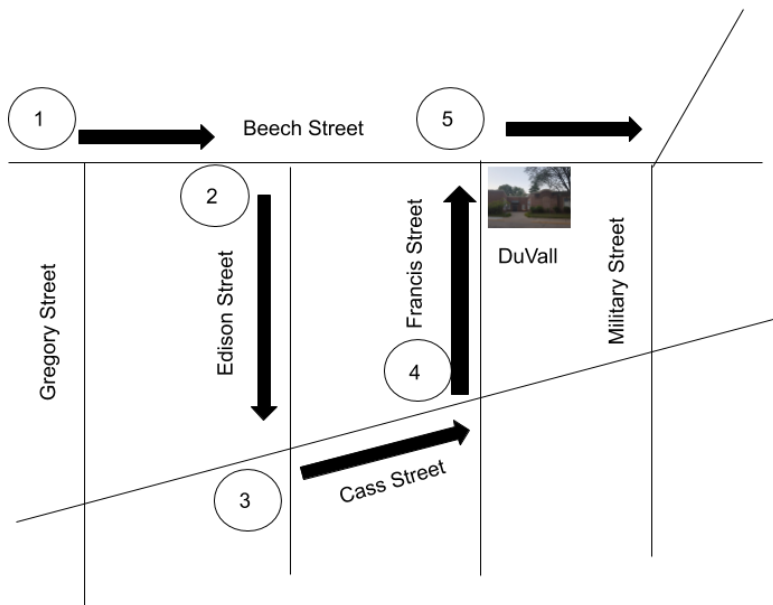 1
Beech Street
5
2
Gregory Street
Edison Street
Francis Street
DuVall
Military Street
4
3
Cass Street